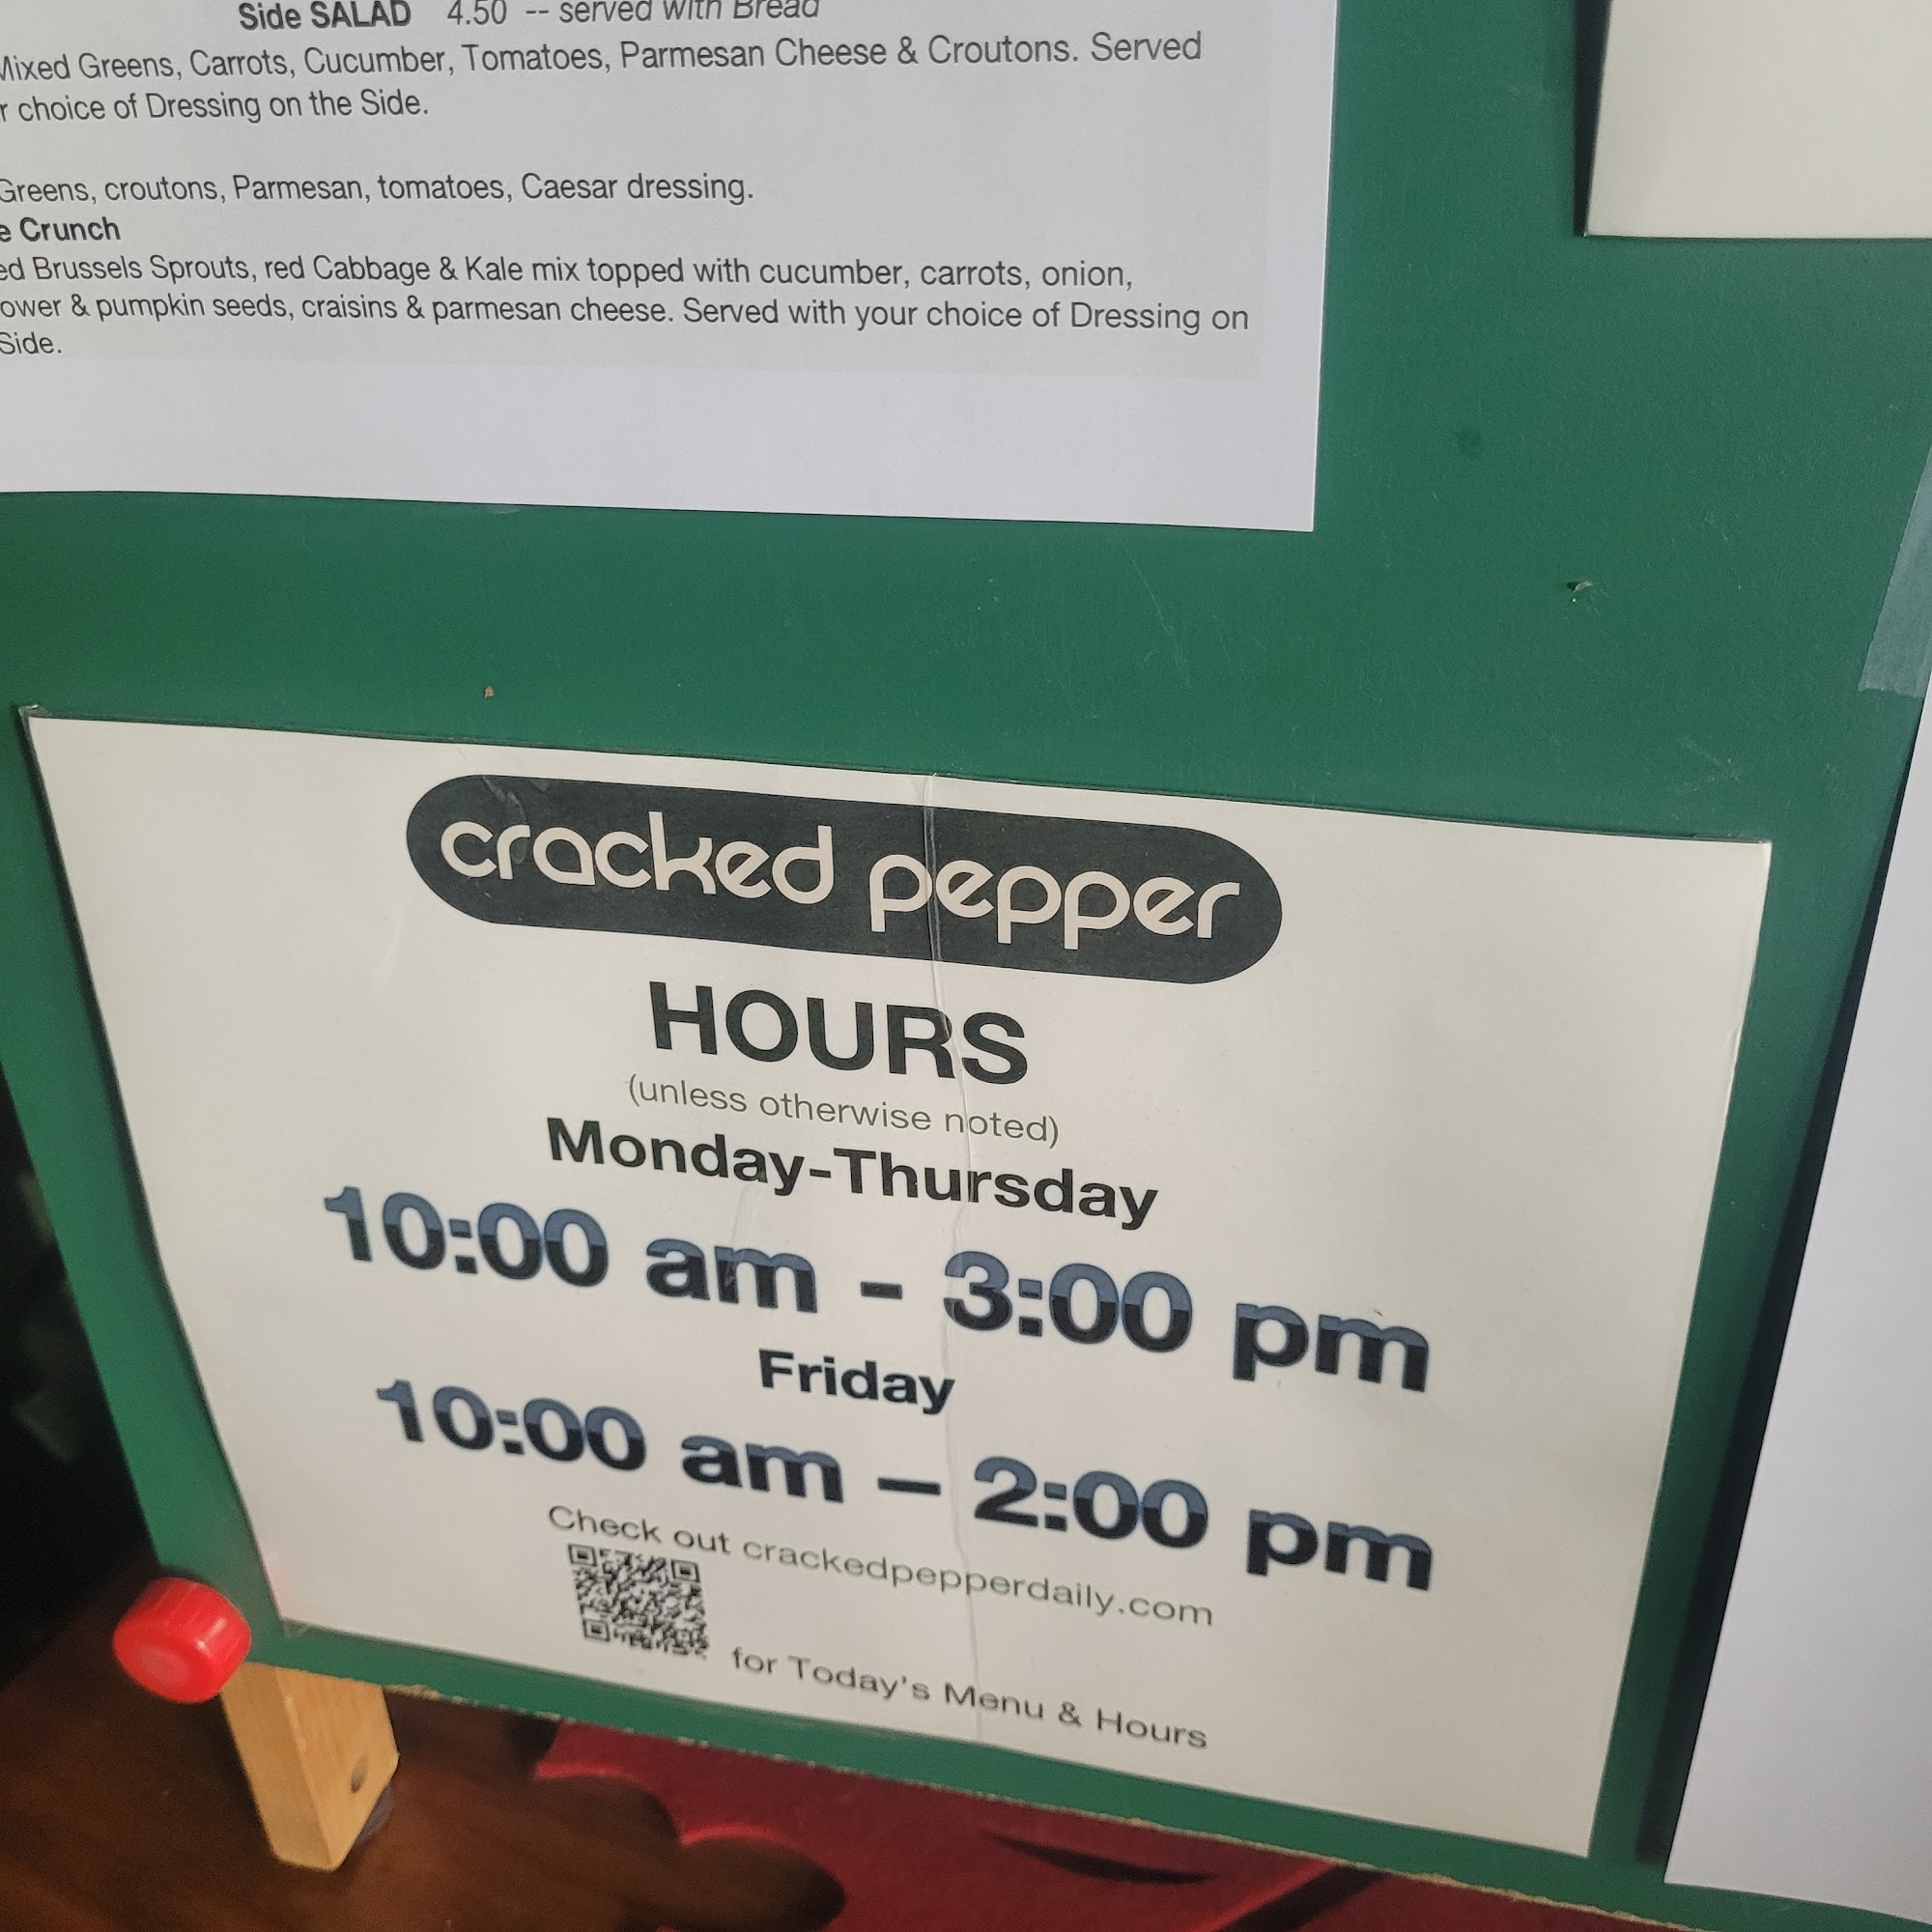 Side SALAD 4.50 -- served with Bread
Mixed Greens, Carrots, Cucumber, Tomatoes, Parmesan Cheese & Croutons. Served
choice of Dressing on the Side.
Greens, croutons, Parmesan, tomatoes, Caesar dressing.
Crunch
Brussels Sprouts, red Cabbage & Kale mix topped with cucumber, carrots, onion,
& pumpkin seeds, craisins & parmesan cheese. Served with your choice of Dressing on
Side.
cracked pepper
HOURS
(unless otherwise noted)
Monday-Thursday
10:00 am - 3:00 pm
Friday
10:00 am – 2:00 pm
Check out crackedpepperdaily.com
for Today's Menu & Hours